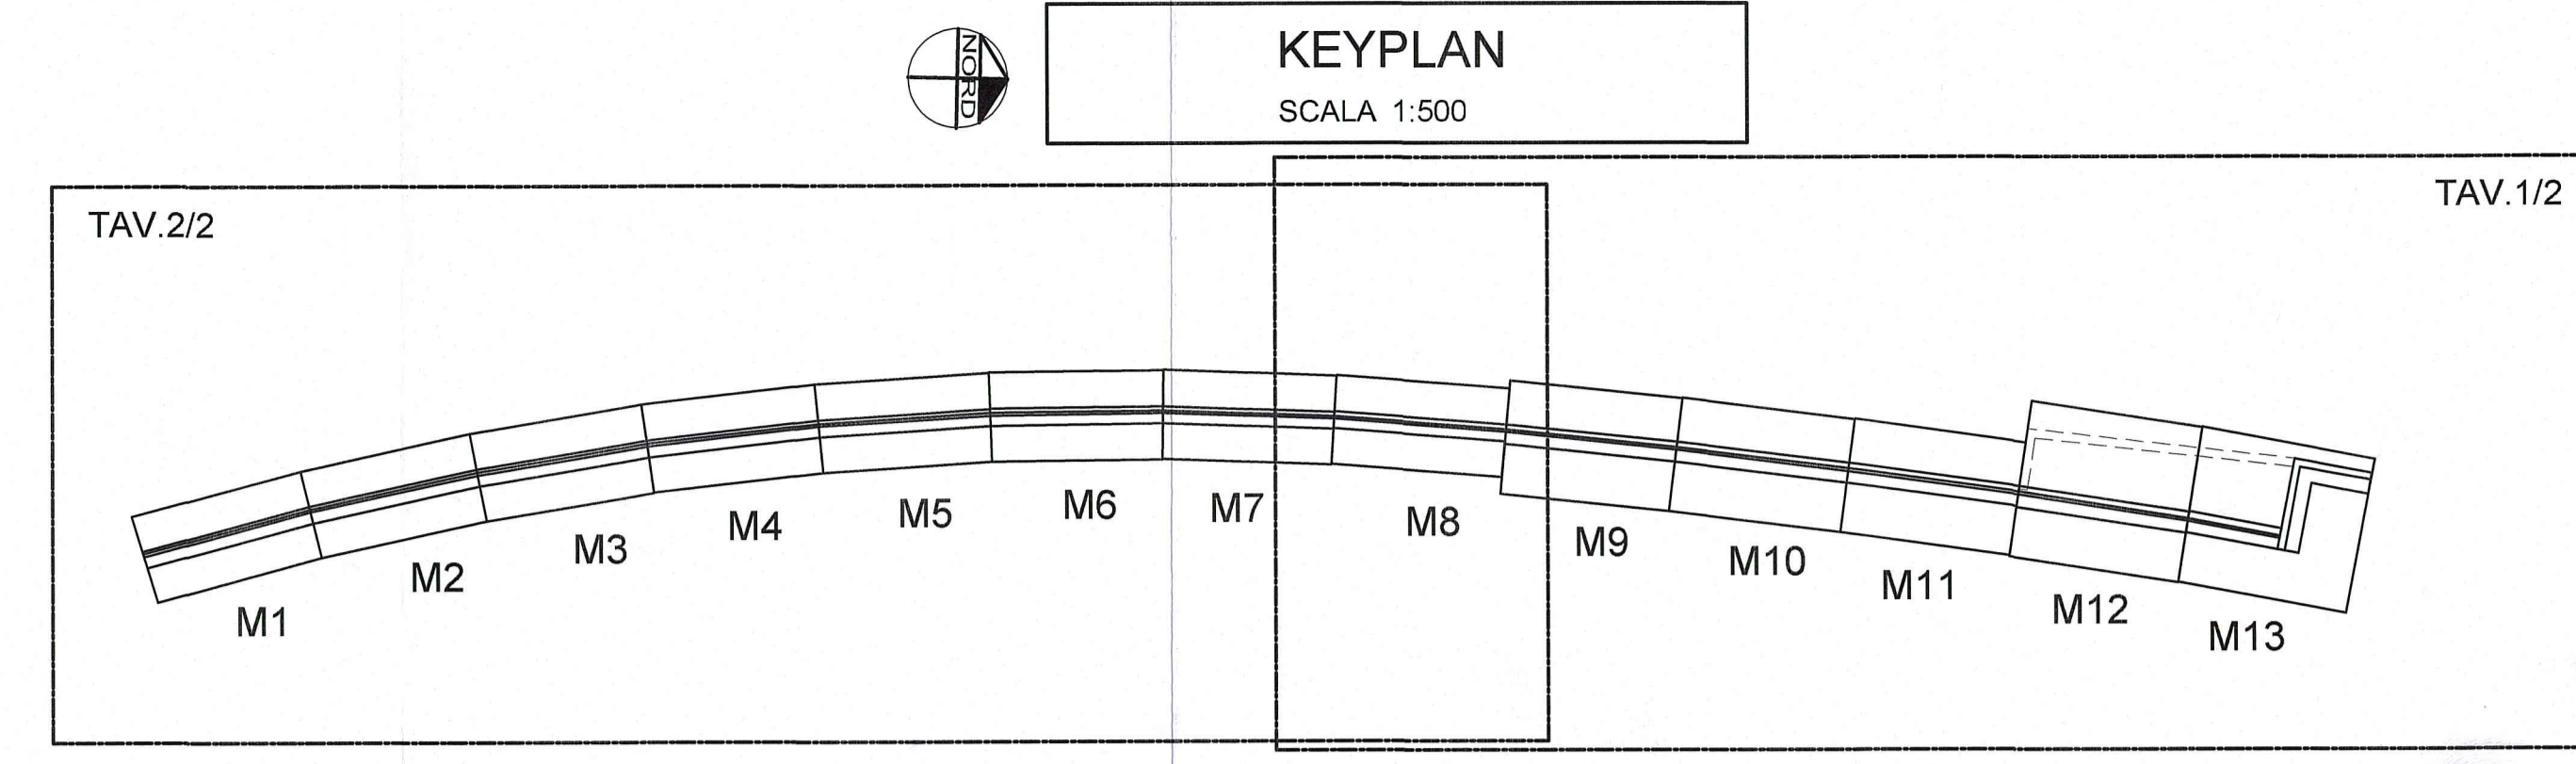 NORD
KEYPLAN
SCALA 1:500
TAV.2/2
TAV.1/2
M1
M2
M3
M4
M5
M6
M7
M8
M9
M10
M11
M12
M13